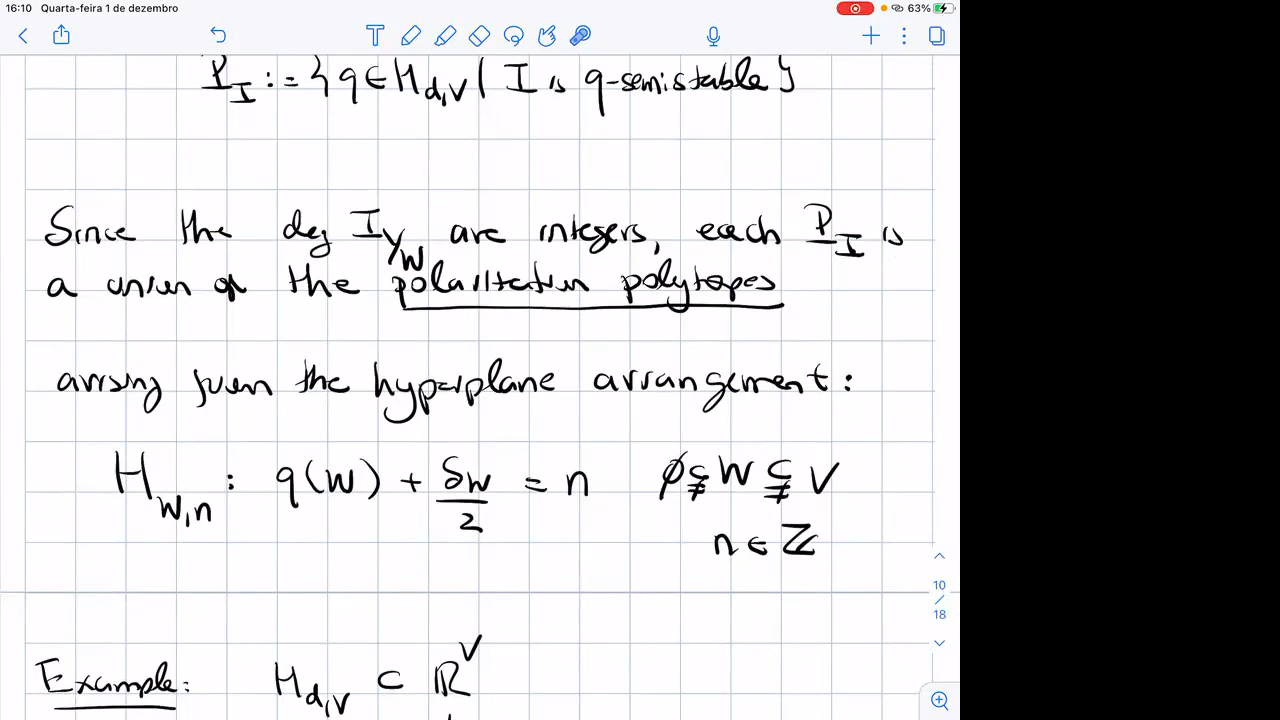 16:10 Quarta-feira 1 de dezembro 63%
P_I := { q ∈ H_{d,V} | I is q-semistable }
Since the deg I_{Y_W} are integers, each P_I is
a union of the polarization polytopes
arising from the hyperplane arrangement:
H_{W,n} : q(W) + δ_W/2 = n ∅ ⊊ W ⊊ V
n ∈ ℤ
10
/
18
Example: H_{d,V} ⊂ ℝ^V